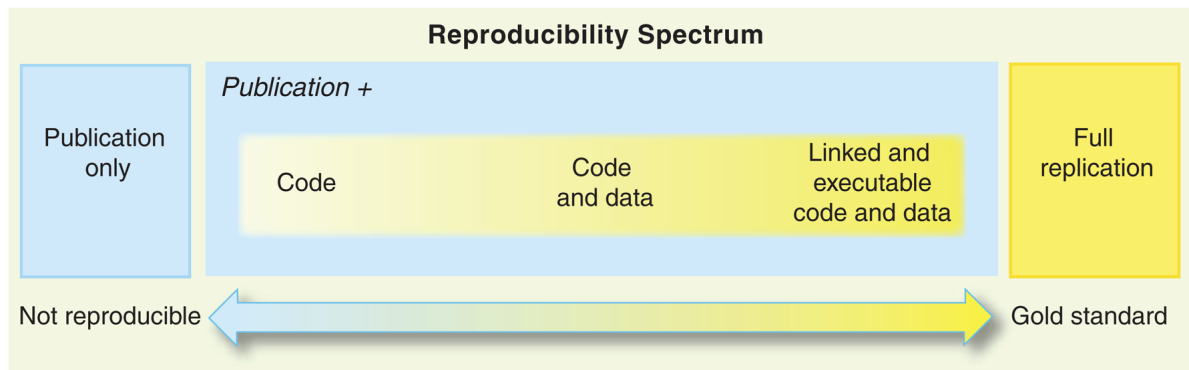 Reproducibility Spectrum
Publication
only
Publication +
Code
Code
and data
Linked and
executable
code and data
Full
replication
Not reproducible
Gold standard